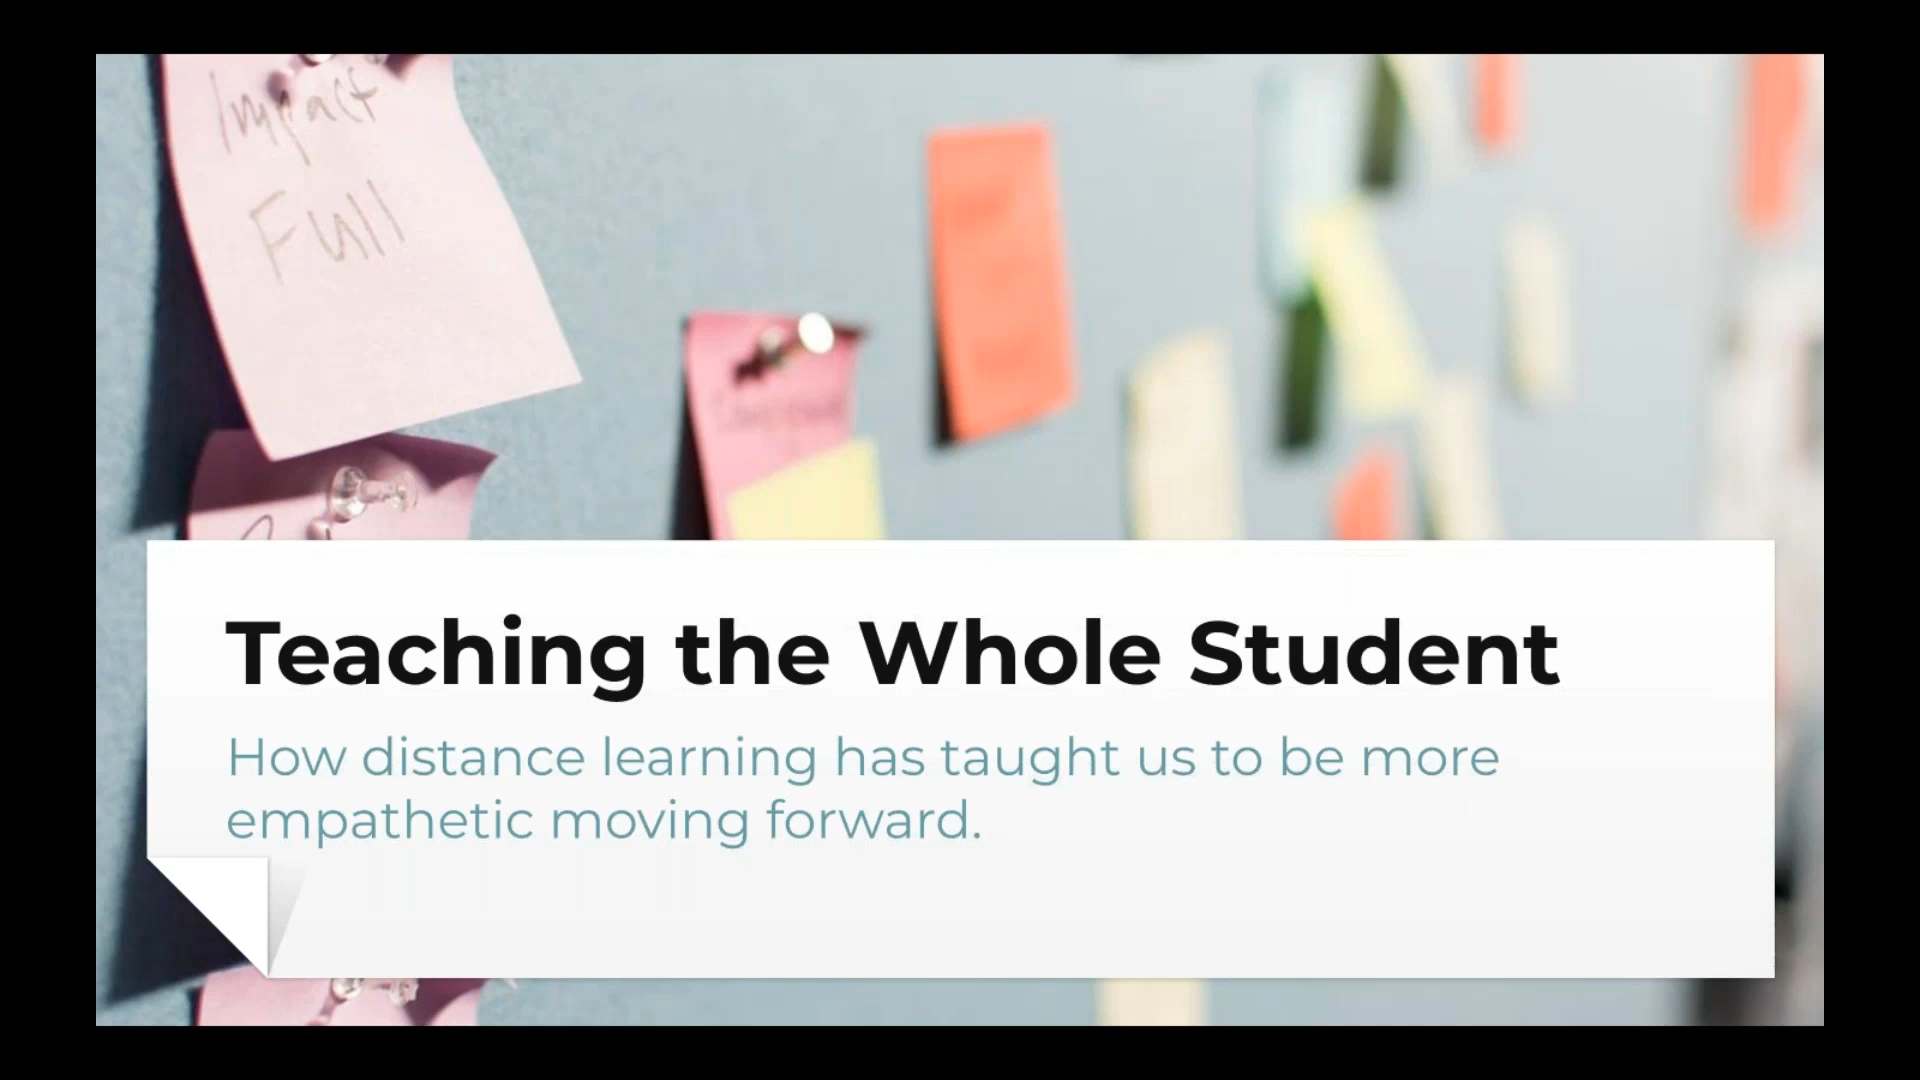 Impact
Full
Teaching the Whole Student
How distance learning has taught us to be more
empathetic moving forward.